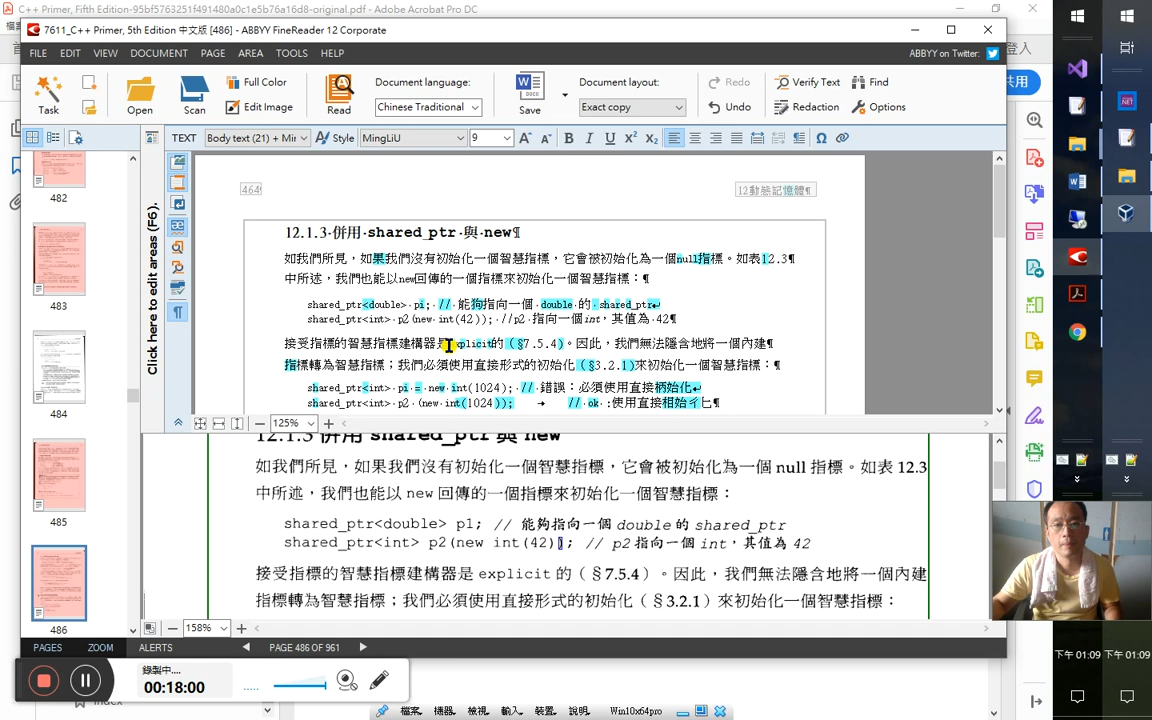 C++ Primer, Fifth Edition-95bf5763251f491480a0c1e5b76a16d8-original.pdf - Adobe Acrobat Pro DC
7611_C++ Primer, 5th Edition 中文版 [486] - ABBYY FineReader 12 Corporate
FILE EDIT VIEW DOCUMENT PAGE AREA TOOLS HELP
ABBYY on Twitter:
登入
Task
Open
Scan
Full Color
Edit Image
Read
Document language:
Chinese Traditional
Save
Document layout:
Exact copy
Redo
Undo
Verify Text
Redaction
Find
Options
共用
TEXT
Body text (21) + Mir
Style
MingLiU
9
482
483
484
485
486
Click here to edit areas (F6).
464
12動態記憶體¶
12.1.3·併用·shared_ptr·與·new¶
如我們所見，如果我們沒有初始化一個智慧指標，它會被初始化為一個null指標。如表12.3
中所述，我們也能以new回傳的一個指標來初始化一個智慧指標：¶
shared_ptr<double>·pi;·//·能狗指向一個·double·的·shared_ptr
shared_ptr<int>·p2(new·int(42));·//p2·指向一個int，其值為·42¶
接受指標的智慧指標建構器是explicit的（§7.5.4）。因此，我們無法隱含地將一個內建¶
指標轉為智慧指標；我們必須使用直接形式的初始化（§3.2.1）來初始化一個智慧指標：¶
shared_ptr<int>·pi·=·new·int(1024);·//·錯誤：必須使用直接柄始化
shared_ptr<int>·p2·(new·int(1024));	→	//·ok·:使用直接相始イ匕¶
125%
12.1.3 併用 shared_ptr 與 new
如我們所見，如果我們沒有初始化一個智慧指標，它會被初始化為一個 null 指標。如表 12.3
中所述，我們也能以 new 回傳的一個指標來初始化一個智慧指標：
shared_ptr<double> p1; // 能夠指向一個 double 的 shared_ptr
shared_ptr<int> p2(new int(42)); // p2 指向一個 int，其值為 42
接受指標的智慧指標建構器是 explicit 的（§7.5.4）。因此，我們無法隱含地將一個內建
指標轉為智慧指標；我們必須使用直接形式的初始化（§3.2.1）來初始化一個智慧指標：
158%
PAGES ZOOM ALERTS
PAGE 486 OF 961
錄製中....
00:18:00
Index
檔案, 機器, 檢視, 輸入, 裝置, 說明,
Win10x64pro
下午 01:09
下午 01:09